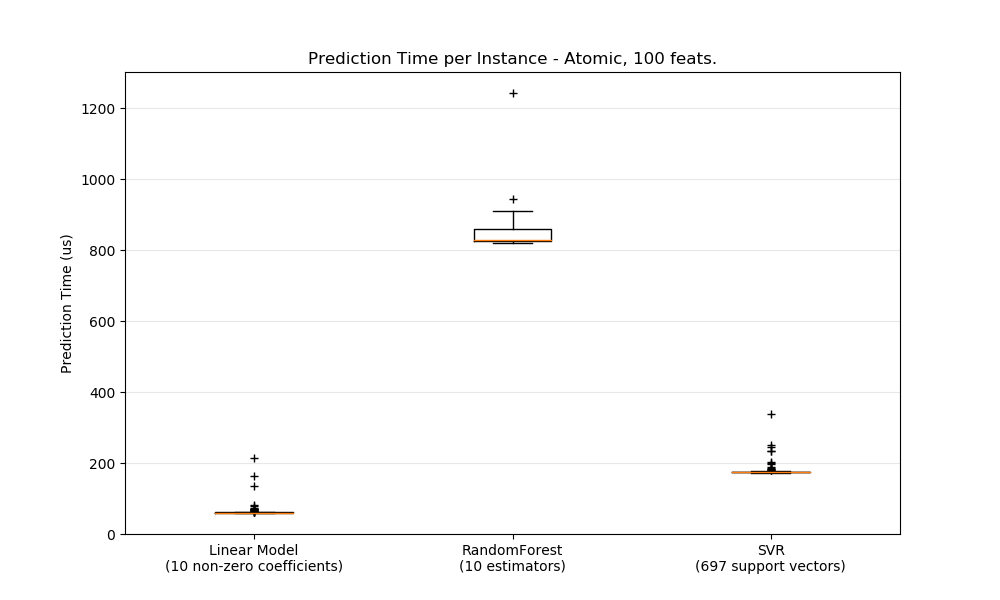 Prediction Time per Instance - Atomic, 100 feats.
Prediction Time (us)
1200
1000
800
600
400
200
0
Linear Model
(10 non-zero coefficients)
RandomForest
(10 estimators)
SVR
(697 support vectors)